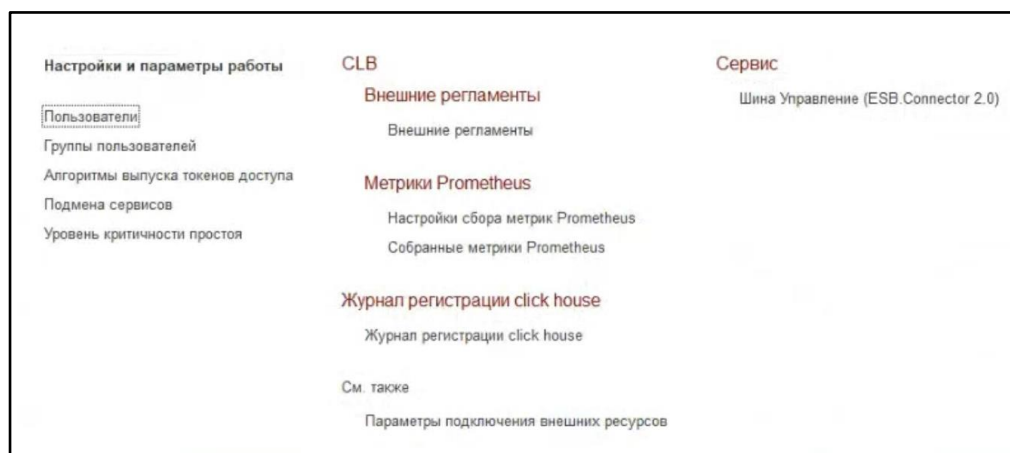 Настройки и параметры работы
Пользователи
Группы пользователей
Алгоритмы выпуска токенов доступа
Подмена сервисов
Уровень критичности простоя
CLB
Внешние регламенты
Внешние регламенты
Метрики Prometheus
Настройки сбора метрик Prometheus
Собранные метрики Prometheus
Журнал регистрации click house
Журнал регистрации click house
См. также
Параметры подключения внешних ресурсов
Сервис
Шина Управление (ESB.Connector 2.0)